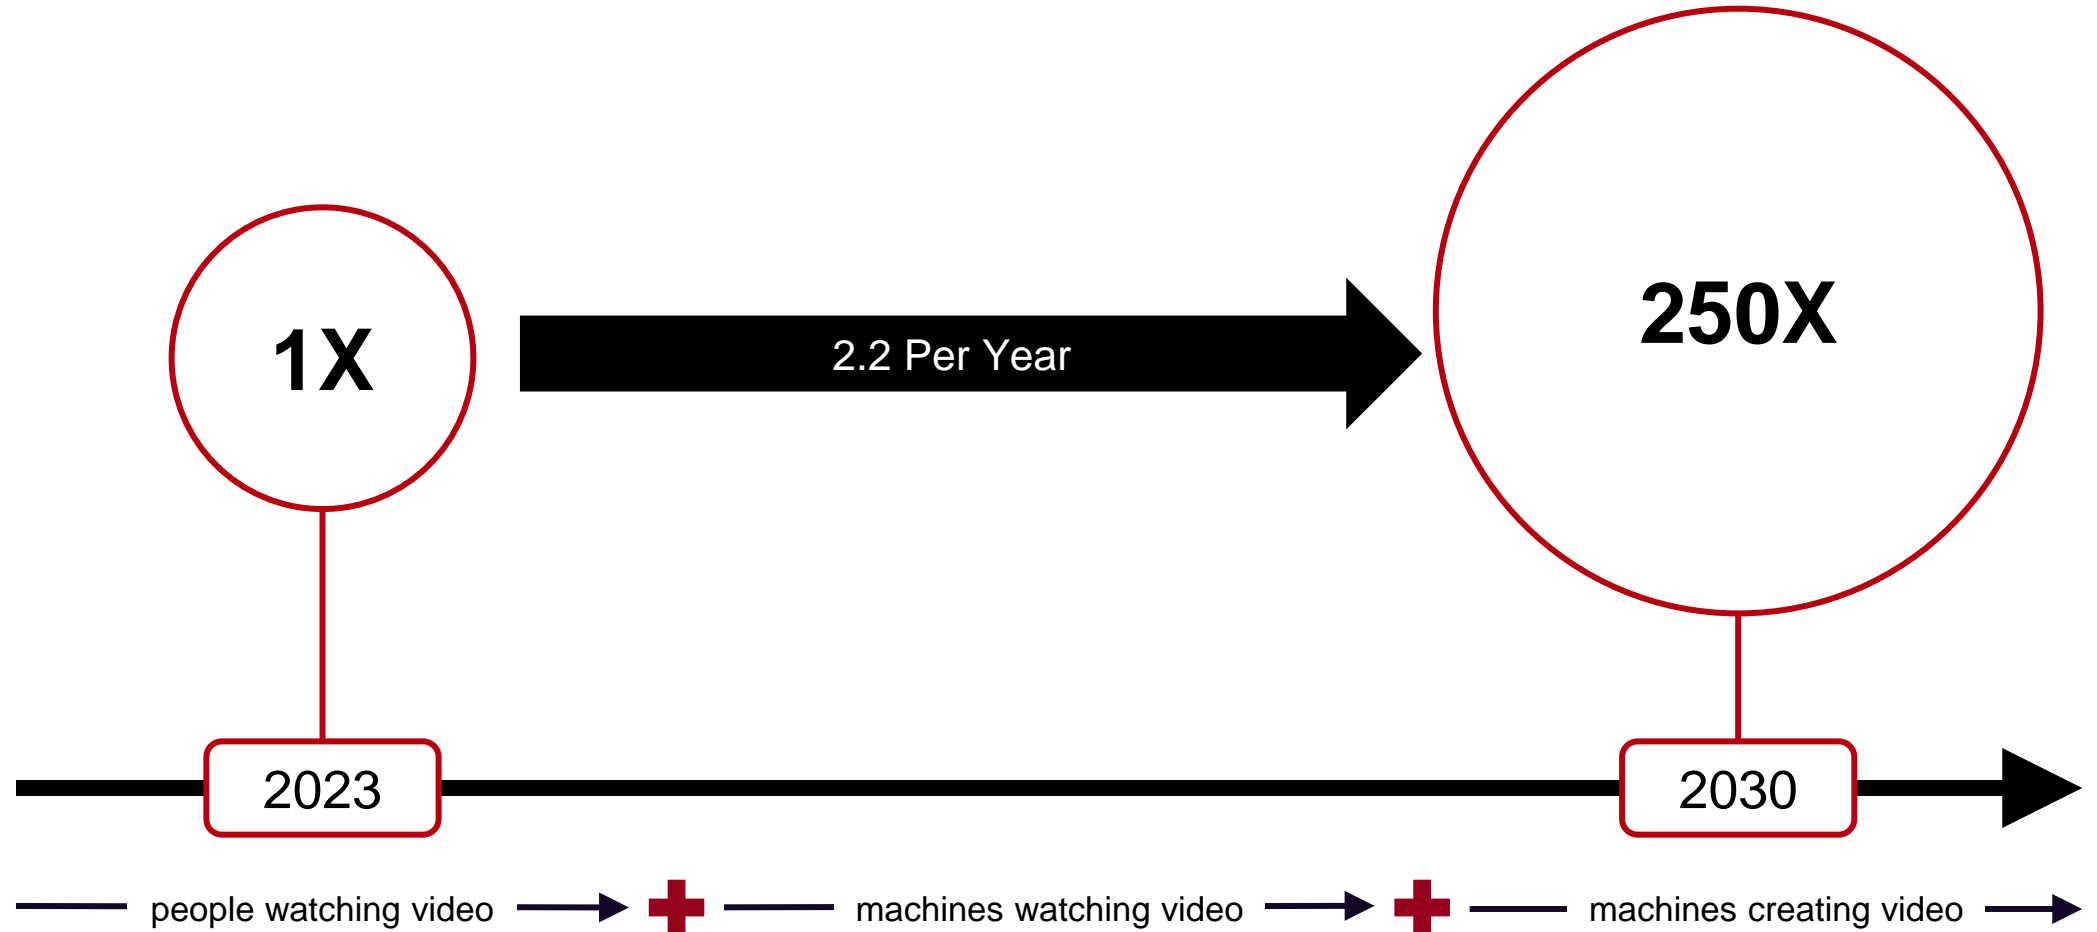 1X
2.2 Per Year
250X
2023
2030
people watching video
machines watching video
machines creating video